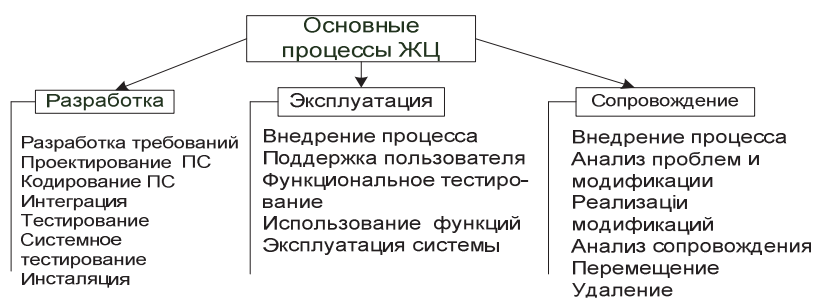 Основные
процессы ЖЦ
Разработка
Разработка требований
Проектирование ПС
Кодирование ПС
Интеграция
Тестирование
Системное
тестирование
Инсталяция
Эксплуатация
Внедрение процесса
Поддержка пользователя
Функциональное тестиро-
вание
Использование функций
Эксплуатация системы
Сопровождение
Внедрение процесса
Анализ проблем и
модификации
Реализаціи
модификаций
Анализ сопровождения
Перемещение
Удаление